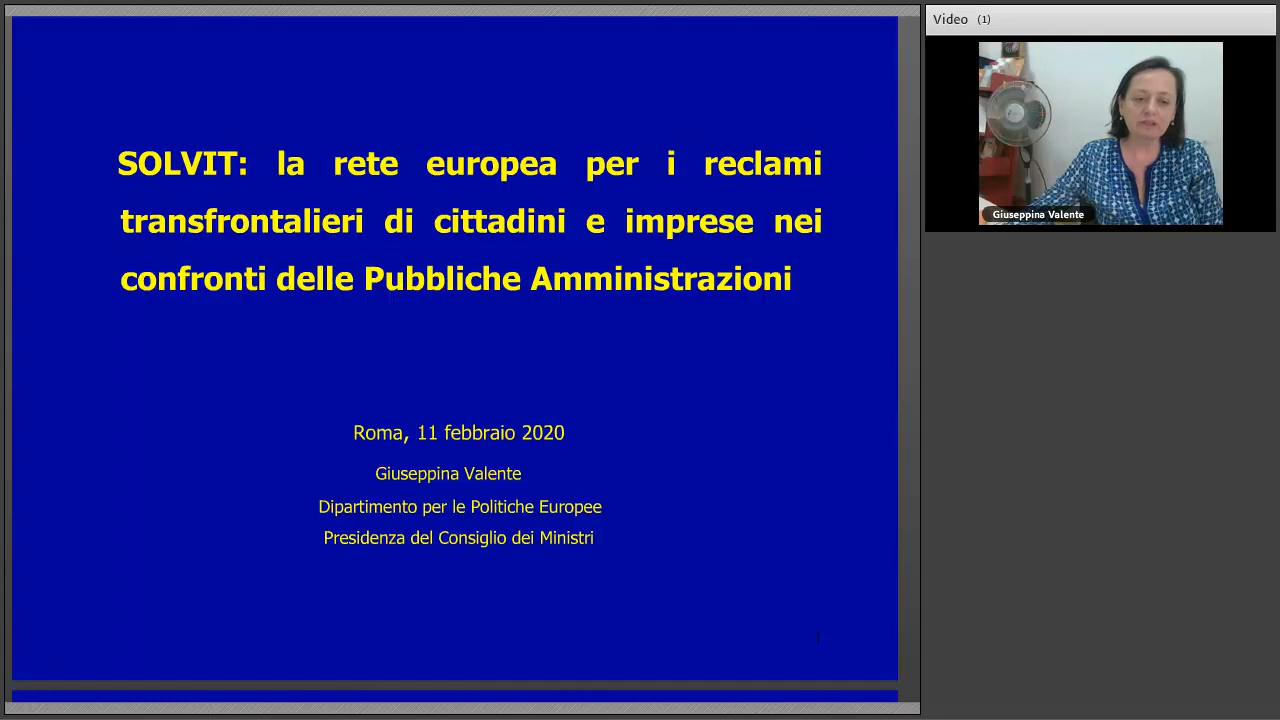 SOLVIT: la rete europea per i reclami
transfrontalieri di cittadini e imprese nei
confronti delle Pubbliche Amministrazioni
Roma, 11 febbraio 2020
Giuseppina Valente
Dipartimento per le Politiche Europee
Presidenza del Consiglio dei Ministri
1
Video (1)
Giuseppina Valente